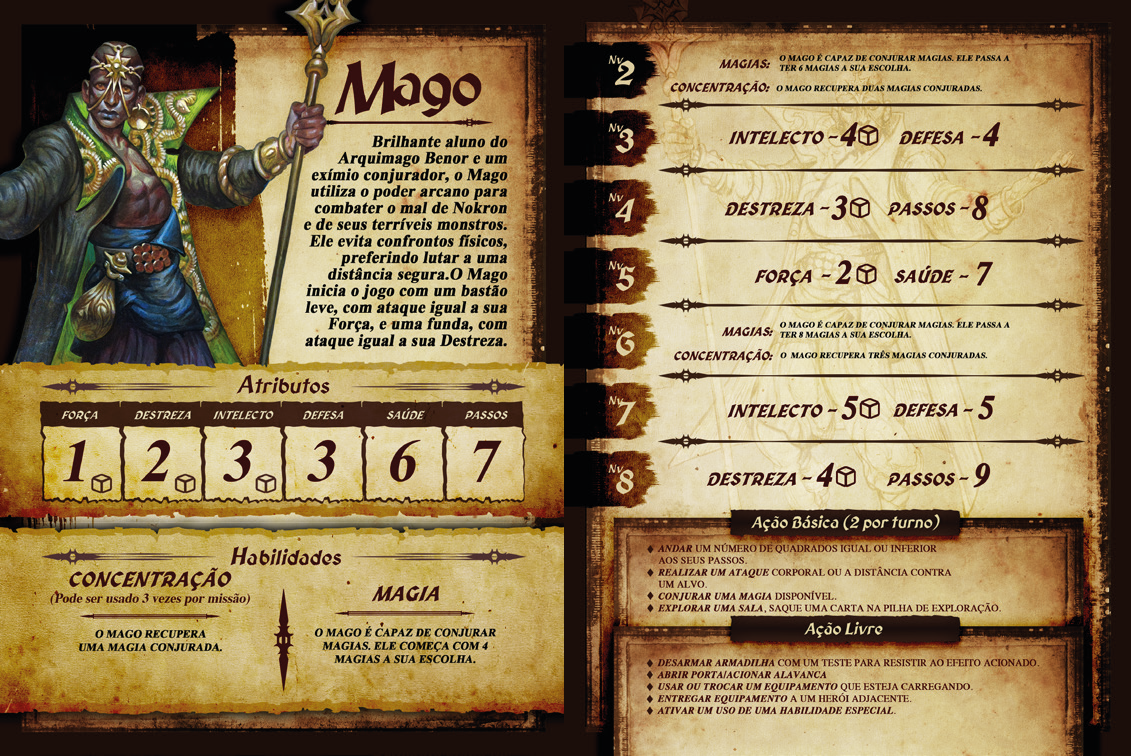 Mago
Brilhante aluno do
Arquimago Benor e um
exímio conjurador, o Mago
utiliza o poder arcano para
combater o mal de Nokron
e de seus terríveis monstros.
Ele evita confrontos físicos,
preferindo lutar a uma
distância segura.O Mago
inicia o jogo com um bastão
leve, com ataque igual a sua
Força, e uma funda, com
ataque igual a sua Destreza.
Atributos
FORÇA DESTREZA INTELECTO DEFESA SAÚDE PASSOS
1 2 3 3 6 7
Habilidades
CONCENTRAÇÃO
(Pode ser usado 3 vezes por missão)
O MAGO RECUPERA
UMA MAGIA CONJURADA.
MAGIA
O MAGO É CAPAZ DE CONJURAR
MAGIAS. ELE COMEÇA COM 4
MAGIAS A SUA ESCOLHA.
Nv 2
MAGIAS: O MAGO É CAPAZ DE CONJURAR MAGIAS. ELE PASSA A
TER 6 MAGIAS A SUA ESCOLHA.
CONCENTRAÇÃO: O MAGO RECUPERA DUAS MAGIAS CONJURADAS.
Nv 3 INTELECTO - 4 DEFESA - 4
Nv 4 DESTREZA - 3 PASSOS - 8
Nv 5 FORÇA - 2 SAÚDE - 7
Nv 6
MAGIAS: O MAGO É CAPAZ DE CONJURAR MAGIAS. ELE PASSA A
TER 8 MAGIAS A SUA ESCOLHA.
CONCENTRAÇÃO: O MAGO RECUPERA TRÊS MAGIAS CONJURADAS.
Nv 7 INTELECTO - 5 DEFESA - 5
Nv 8 DESTREZA - 4 PASSOS - 9
Ação Básica (2 por turno)
ANDAR UM NÚMERO DE QUADRADOS IGUAL OU INFERIOR
AOS SEUS PASSOS.
REALIZAR UM ATAQUE CORPORAL OU A DISTÂNCIA CONTRA
UM ALVO.
CONJURAR UMA MAGIA DISPONÍVEL.
EXPLORAR UMA SALA, SAQUE UMA CARTA NA PILHA DE EXPLORAÇÃO.
Ação Livre
DESARMAR ARMADILHA COM UM TESTE PARA RESISTIR AO EFEITO ACIONADO.
ABRIR PORTA/ACIONAR ALAVANCA
USAR OU TROCAR UM EQUIPAMENTO QUE ESTEJA CARREGANDO.
ENTREGAR EQUIPAMENTO A UM HERÓI ADJACENTE.
ATIVAR UM USO DE UMA HABILIDADE ESPECIAL.